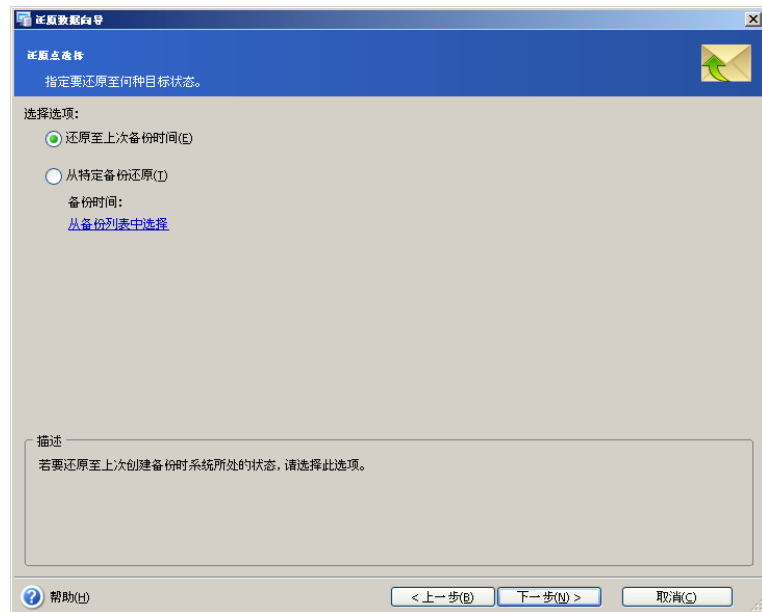 还原数据向导
还原点选择
指定要还原至何种目标状态。
选择选项:
还原至上次备份时间(E)
从特定备份还原(T)
备份时间:
从备份列表中选择
描述
若要还原至上次创建备份时系统所处的状态,请选择此选项。
帮助(H)
< 上一步(B)
下一步(N) >
取消(C)